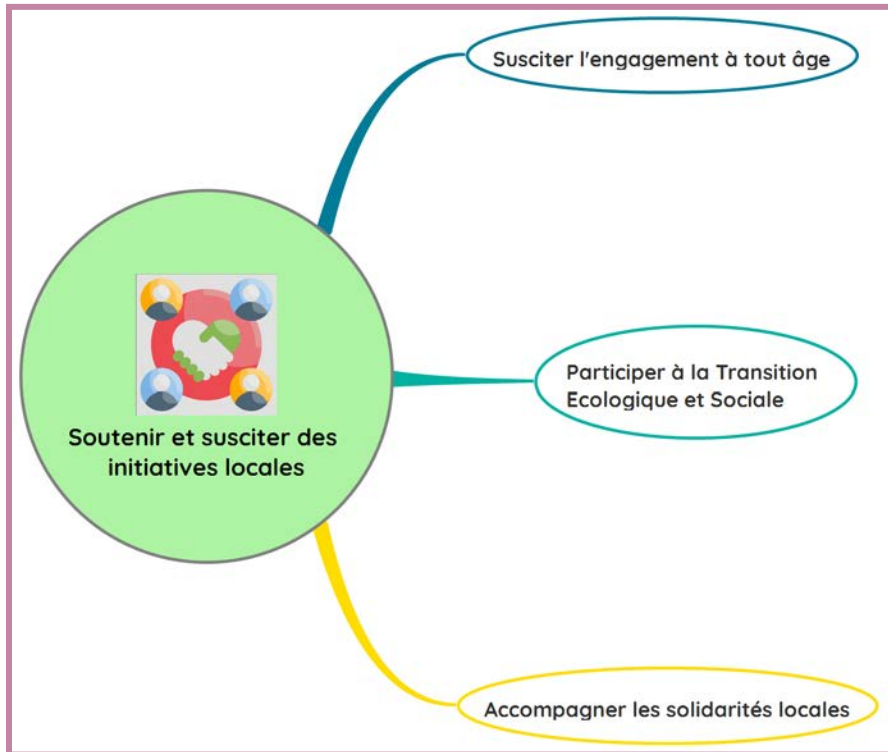 Susciter l'engagement à tout âge
Participer à la Transition
Ecologique et Sociale
Soutenir et susciter des
initiatives locales
Accompagner les solidarités locales